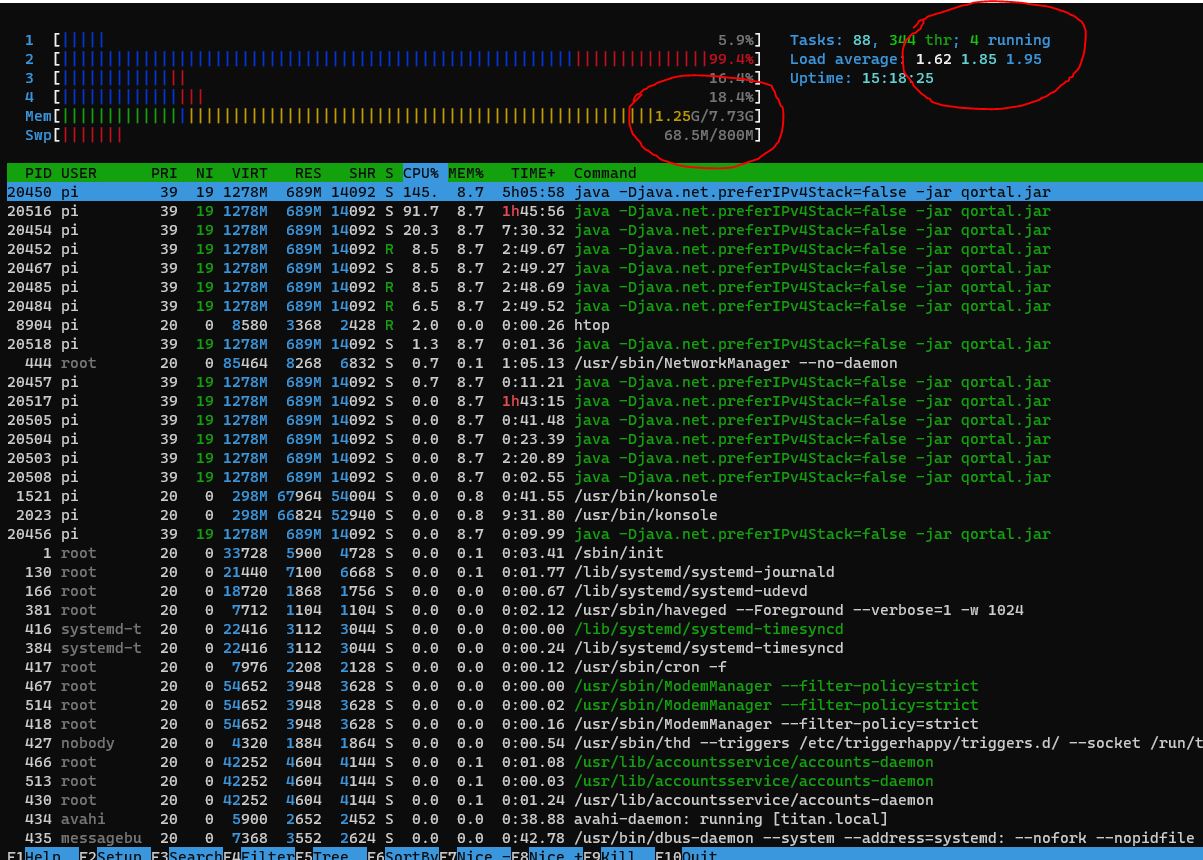 1 [||||| 5.9%] Tasks: 88, 344 thr; 4 running
2 [||||||||||||||||||||||||||||||||||||||||||||||||||||||||||||||||||||||||99.4%] Load average: 1.62 1.85 1.95
3 [|||||||||||||| 16.4%] Uptime: 15:18:25
4 [|||||||||||||||| 18.4%]
Mem[||||||||||||||||||||||||||||||||||||||||||||||||||||||||||||||||||1.25G/7.73G]
Swp[||||||| 68.5M/800M]
PID USER PRI NI VIRT RES SHR S CPU% MEM% TIME+ Command
20450 pi 39 19 1278M 689M 14092 S 145. 8.7 5h05:58 java -Djava.net.preferIPv4Stack=false -jar qortal.jar
20516 pi 39 19 1278M 689M 14092 S 91.7 8.7 1h45:56 java -Djava.net.preferIPv4Stack=false -jar qortal.jar
20454 pi 39 19 1278M 689M 14092 S 20.3 8.7 7:30.32 java -Djava.net.preferIPv4Stack=false -jar qortal.jar
20452 pi 39 19 1278M 689M 14092 R 8.5 8.7 2:49.67 java -Djava.net.preferIPv4Stack=false -jar qortal.jar
20467 pi 39 19 1278M 689M 14092 S 8.5 8.7 2:49.27 java -Djava.net.preferIPv4Stack=false -jar qortal.jar
20485 pi 39 19 1278M 689M 14092 R 8.5 8.7 2:48.69 java -Djava.net.preferIPv4Stack=false -jar qortal.jar
20484 pi 39 19 1278M 689M 14092 R 6.5 8.7 2:49.52 java -Djava.net.preferIPv4Stack=false -jar qortal.jar
8904 pi 20 0 8580 3368 2428 R 2.0 0.0 0:00.26 htop
20518 pi 39 19 1278M 689M 14092 S 1.3 8.7 0:01.36 java -Djava.net.preferIPv4Stack=false -jar qortal.jar
444 root 20 0 85464 8268 6832 S 0.7 0.1 1:05.13 /usr/sbin/NetworkManager --no-daemon
20457 pi 39 19 1278M 689M 14092 S 0.7 8.7 0:11.21 java -Djava.net.preferIPv4Stack=false -jar qortal.jar
20517 pi 39 19 1278M 689M 14092 S 0.0 8.7 1h43:15 java -Djava.net.preferIPv4Stack=false -jar qortal.jar
20505 pi 39 19 1278M 689M 14092 S 0.0 8.7 0:41.48 java -Djava.net.preferIPv4Stack=false -jar qortal.jar
20504 pi 39 19 1278M 689M 14092 S 0.0 8.7 0:23.39 java -Djava.net.preferIPv4Stack=false -jar qortal.jar
20503 pi 39 19 1278M 689M 14092 S 0.0 8.7 2:20.89 java -Djava.net.preferIPv4Stack=false -jar qortal.jar
20508 pi 39 19 1278M 689M 14092 S 0.0 8.7 0:02.55 java -Djava.net.preferIPv4Stack=false -jar qortal.jar
1521 pi 20 0 298M 67964 54004 S 0.0 0.8 0:41.55 /usr/bin/konsole
2023 pi 20 0 298M 66824 52940 S 0.0 0.8 9:31.80 /usr/bin/konsole
20456 pi 39 19 1278M 689M 14092 S 0.0 8.7 0:09.99 java -Djava.net.preferIPv4Stack=false -jar qortal.jar
1 root 20 0 33728 5900 4728 S 0.0 0.1 0:03.41 /sbin/init
130 root 20 0 21440 7100 6668 S 0.0 0.1 0:01.77 /lib/systemd/systemd-journald
166 root 20 0 18720 1868 1756 S 0.0 0.0 0:00.67 /lib/systemd/systemd-udevd
381 root 20 0 7712 1104 1104 S 0.0 0.0 0:02.12 /usr/sbin/haveged --Foreground --verbose=1 -w 1024
416 systemd-t 20 0 22416 3112 3044 S 0.0 0.0 0:00.00 /lib/systemd/systemd-timesyncd
384 systemd-t 20 0 22416 3112 3044 S 0.0 0.0 0:00.24 /lib/systemd/systemd-timesyncd
417 root 20 0 7976 2208 2128 S 0.0 0.0 0:00.12 /usr/sbin/cron -f
467 root 20 0 54652 3948 3628 S 0.0 0.0 0:00.00 /usr/sbin/ModemManager --filter-policy=strict
514 root 20 0 54652 3948 3628 S 0.0 0.0 0:00.02 /usr/sbin/ModemManager --filter-policy=strict
418 root 20 0 54652 3948 3628 S 0.0 0.0 0:00.16 /usr/sbin/ModemManager --filter-policy=strict
427 nobody 20 0 4320 1884 1864 S 0.0 0.0 0:00.54 /usr/sbin/thd --triggers /etc/triggerhappy/triggers.d/ --socket /run/t
466 root 20 0 42252 4604 4144 S 0.0 0.1 0:01.08 /usr/lib/accountsservice/accounts-daemon
513 root 20 0 42252 4604 4144 S 0.0 0.1 0:00.03 /usr/lib/accountsservice/accounts-daemon
430 root 20 0 42252 4604 4144 S 0.0 0.1 0:01.24 /usr/lib/accountsservice/accounts-daemon
434 avahi 20 0 5900 2652 2452 S 0.0 0.0 0:38.88 avahi-daemon: running [titan.local]
435 messagebu 20 0 7368 3552 2624 S 0.0 0.0 0:42.78 /usr/bin/dbus-daemon --system --address=systemd: --nofork --nopidfile
F1Help F2Setup F3SearchF4FilterF5Tree F6SortByF7Nice -F8Nice +F9Kill F10Quit